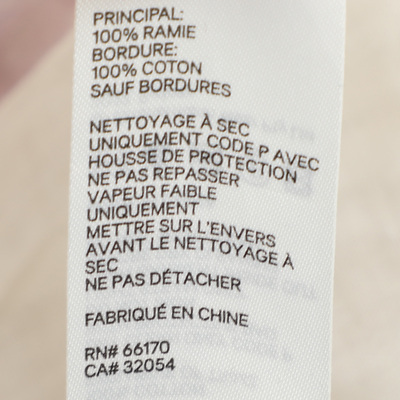 PRINCIPAL:
100% RAMIE
BORDURE:
100% COTON
SAUF BORDURES
NETTOYAGE À SEC
UNIQUEMENT CODE P AVEC
HOUSSE DE PROTECTION
NE PAS REPASSER
VAPEUR FAIBLE
UNIQUEMENT
METTRE SUR L'ENVERS
AVANT LE NETTOYAGE À
SEC
NE PAS DÉTACHER
FABRIQUÉ EN CHINE
RN# 66170
CA# 32054